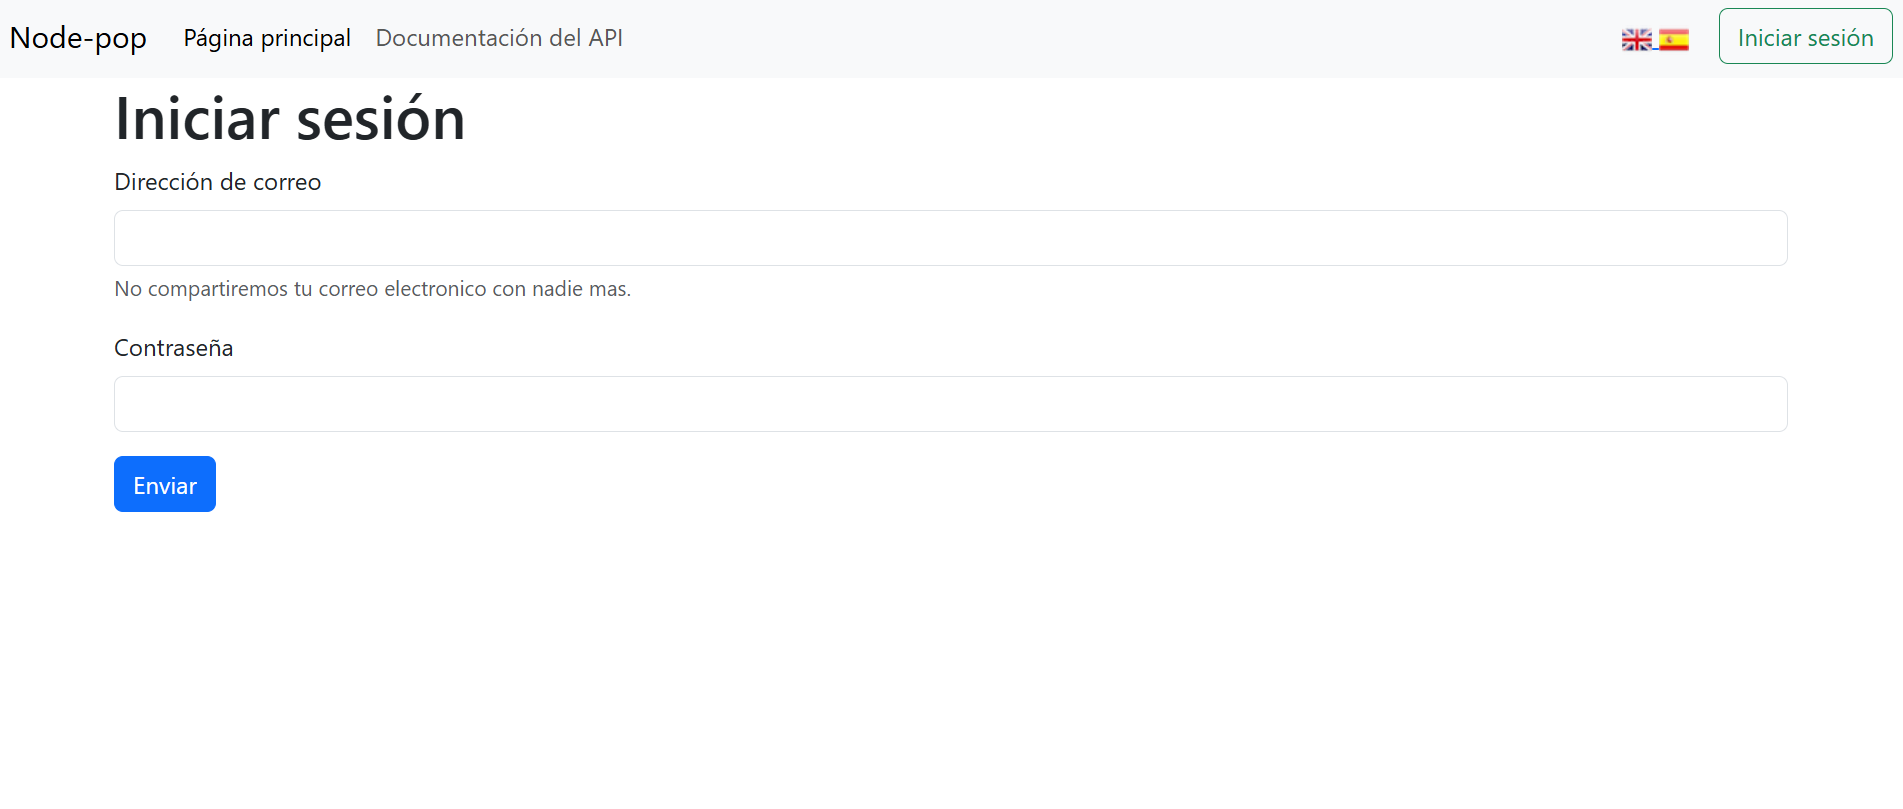 Node-pop Página principal Documentación del API Iniciar sesión
Iniciar sesión
Dirección de correo
No compartiremos tu correo electronico con nadie mas.
Contraseña
Enviar